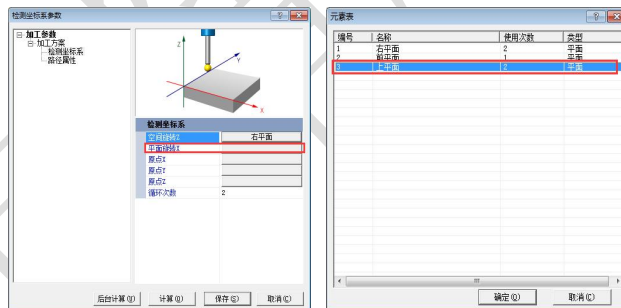 检测坐标系参数
加工参数
加工方案
检测坐标系
路径属性
Z
Y
X
检测坐标系
空间旋转Z 右平面
平面旋转X
原点X
原点Y
原点Z
循环次数 2
后台计算(U) 计算(Q) 保存(S) 取消(C)
元素表
编号 名称 使用次数 类型
1 右平面 2 平面
2 前平面 1 平面
3 上平面 2 平面
确定(O) 取消(C)